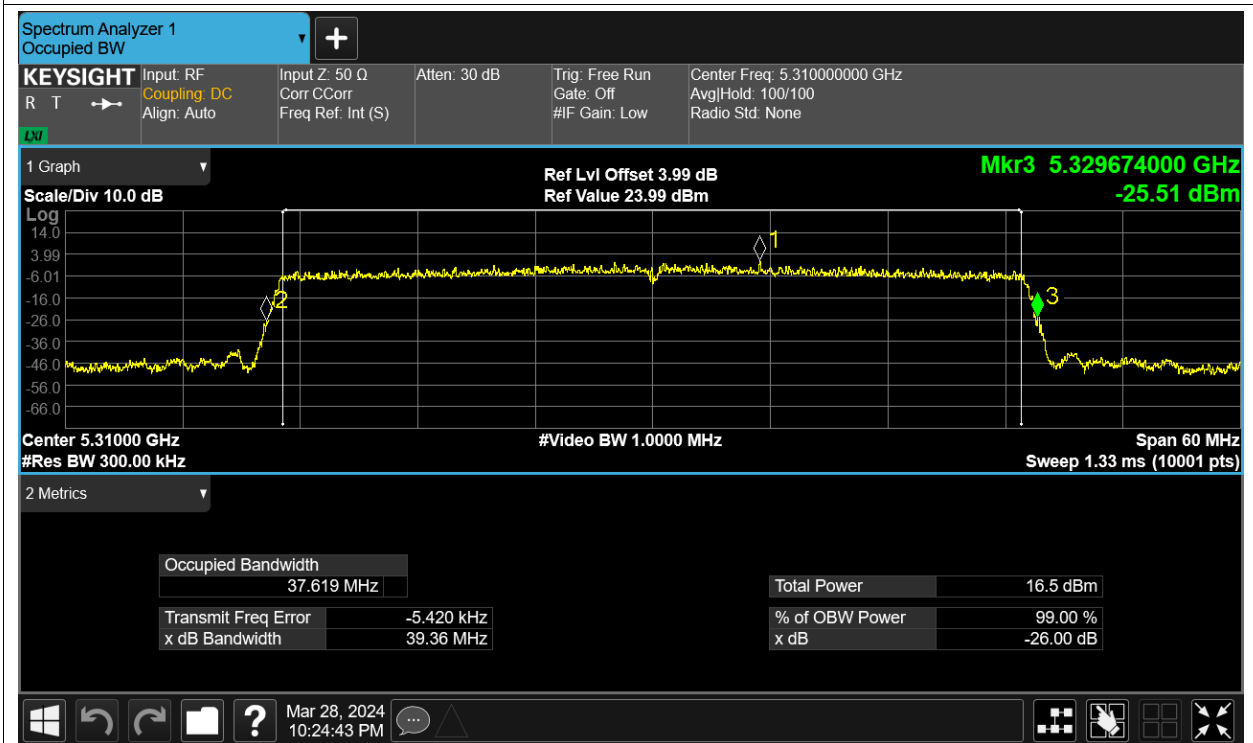 Spectrum Analyzer 1
Occupied BW
KEYSIGHT
R T
LXI
Input: RF
Coupling: DC
Align: Auto
Input Z: 50 Ω
Corr CCorr
Freq Ref: Int (S)
Atten: 30 dB
Trig: Free Run
Gate: Off
#IF Gain: Low
Center Freq: 5.310000000 GHz
Avg|Hold: 100/100
Radio Std: None
1 Graph
Scale/Div 10.0 dB
Ref Lvl Offset 3.99 dB
Ref Value 23.99 dBm
Mkr3 5.329674000 GHz
-25.51 dBm
Log
14.0
3.99
-6.01
-16.0
-26.0
-36.0
-46.0
-56.0
-66.0
1
2
3
Center 5.31000 GHz
#Video BW 1.0000 MHz
Span 60 MHz
#Res BW 300.00 kHz
Sweep 1.33 ms (10001 pts)
2 Metrics
Occupied Bandwidth
37.619 MHz
Transmit Freq Error -5.420 kHz
x dB Bandwidth 39.36 MHz
Total Power 16.5 dBm
% of OBW Power 99.00 %
x dB -26.00 dB
?
Mar 28, 2024
10:24:43 PM